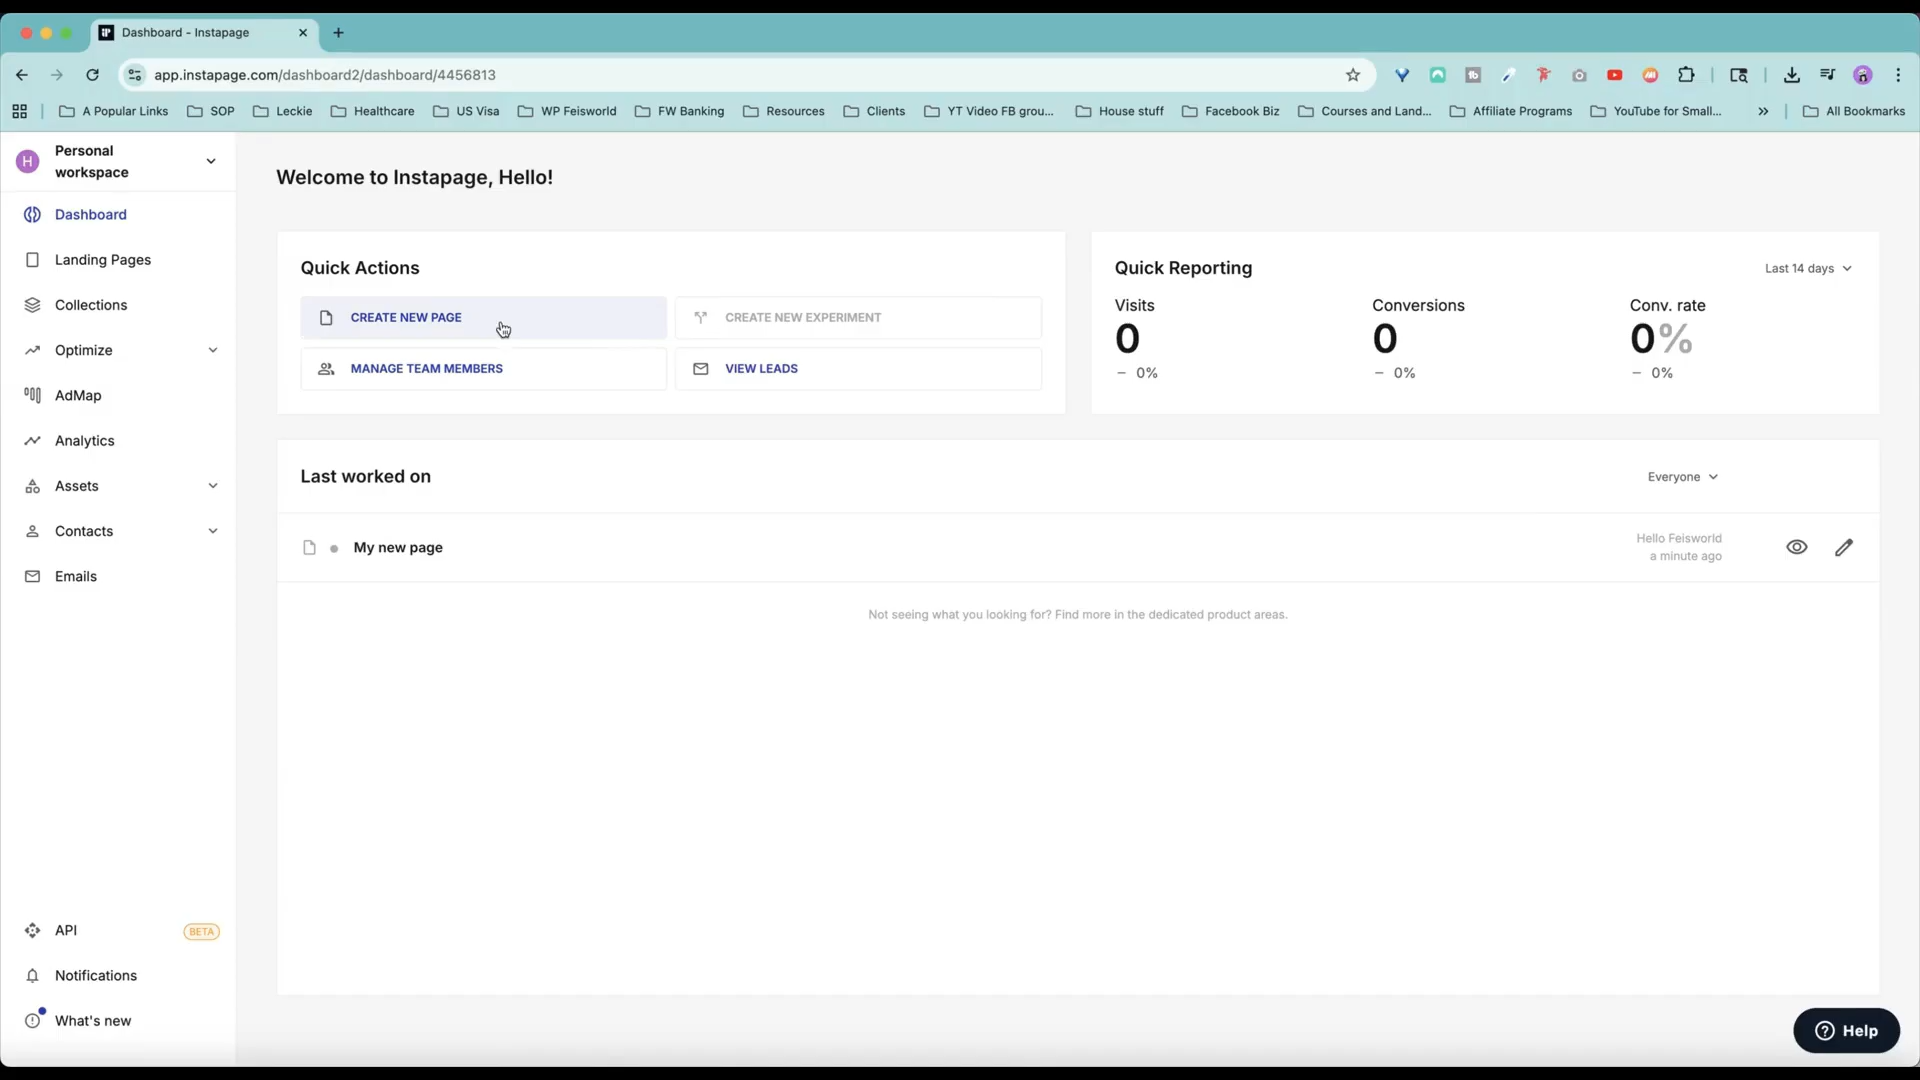 Dashboard - Instapage
app.instapage.com/dashboard2/dashboard/4456813
A Popular Links
SOP
Leckie
Healthcare
US Visa
WP Feisworld
FW Banking
Resources
Clients
YT Video FB grou...
House stuff
Facebook Biz
Courses and Land...
Affiliate Programs
YouTube for Small...
All Bookmarks
H
Personal
workspace
Dashboard
Landing Pages
Collections
Optimize
AdMap
Analytics
Assets
Contacts
Emails
API
BETA
Notifications
What's new
Welcome to Instapage, Hello!
Quick Actions
CREATE NEW PAGE
CREATE NEW EXPERIMENT
MANAGE TEAM MEMBERS
VIEW LEADS
Quick Reporting
Last 14 days
Visits
0
– 0%
Conversions
0
– 0%
Conv. rate
0%
– 0%
Last worked on
Everyone
My new page
Hello Feisworld
a minute ago
Not seeing what you looking for? Find more in the dedicated product areas.
Help